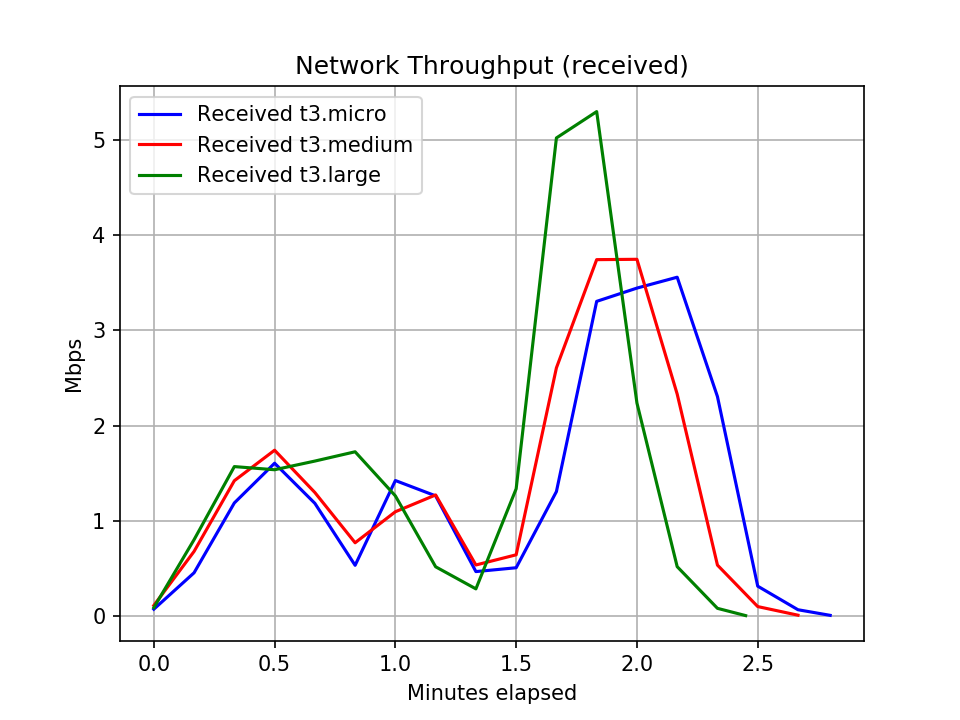 Network Throughput (received)
Received t3.micro
Received t3.medium
Received t3.large
Mbps
5
4
3
2
1
0
0.0 0.5 1.0 1.5 2.0 2.5
Minutes elapsed